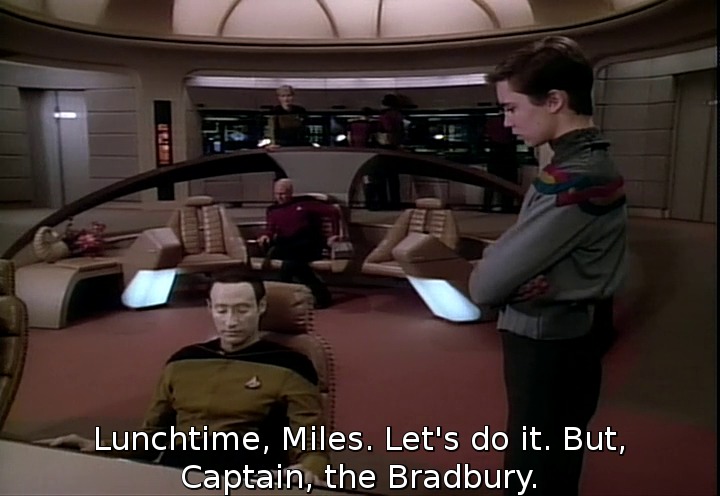 Lunchtime, Miles. Let's do it. But,
Captain, the Bradbury.